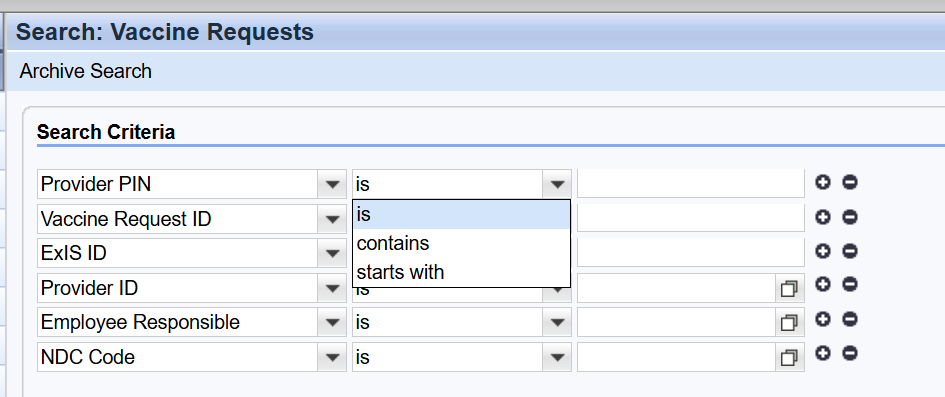 Search: Vaccine Requests
Archive Search
Search Criteria
Provider PIN is
is
contains
starts with
Vaccine Request ID
ExIS ID
Provider ID is
Employee Responsible is
NDC Code is